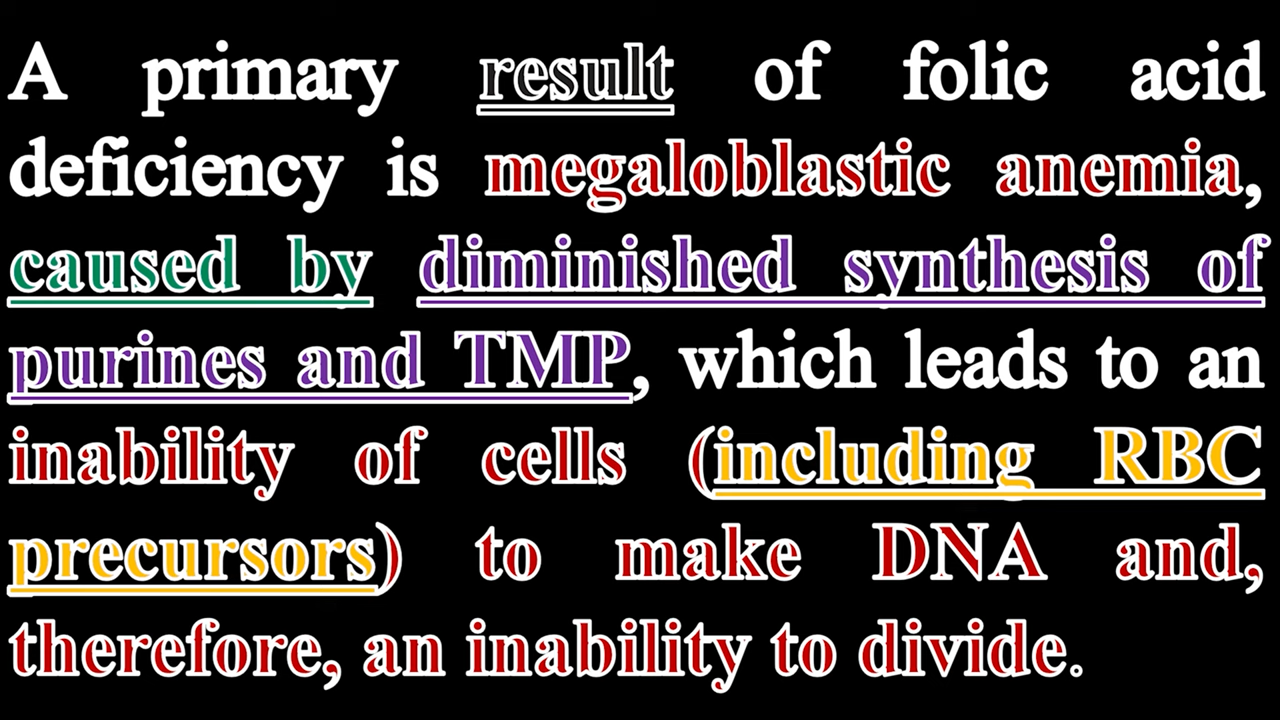 A primary result of folic acid
deficiency is megaloblastic anemia,
caused by diminished synthesis of
purines and TMP, which leads to an
inability of cells (including RBC
precursors) to make DNA and,
therefore, an inability to divide.